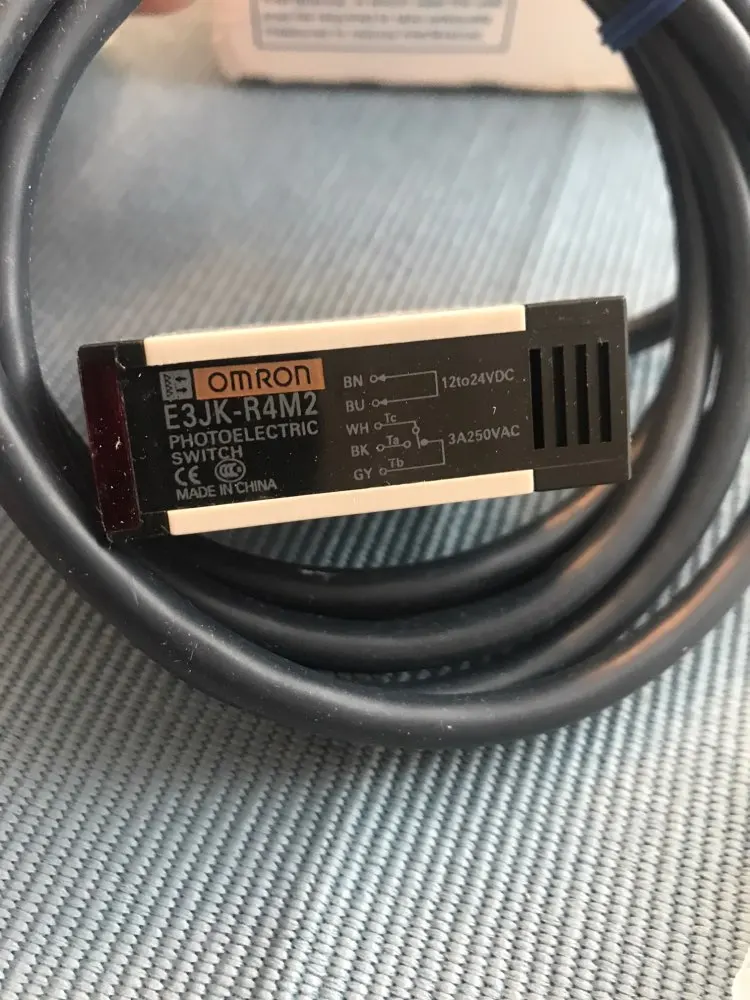 OMRON
E3JK-R4M2
PHOTOELECTRIC
SWITCH
CE CCC
MADE IN CHINA
BN
12to24VDC
BU
WH Tc
BK Ta
3A250VAC
GY Tb